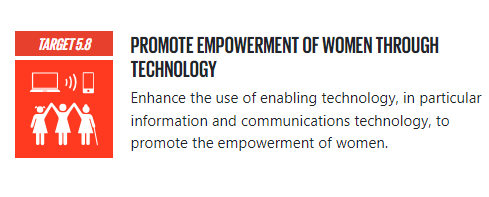 TARGET 5.8
PROMOTE EMPOWERMENT OF WOMEN THROUGH
TECHNOLOGY
Enhance the use of enabling technology, in particular
information and communications technology, to
promote the empowerment of women.